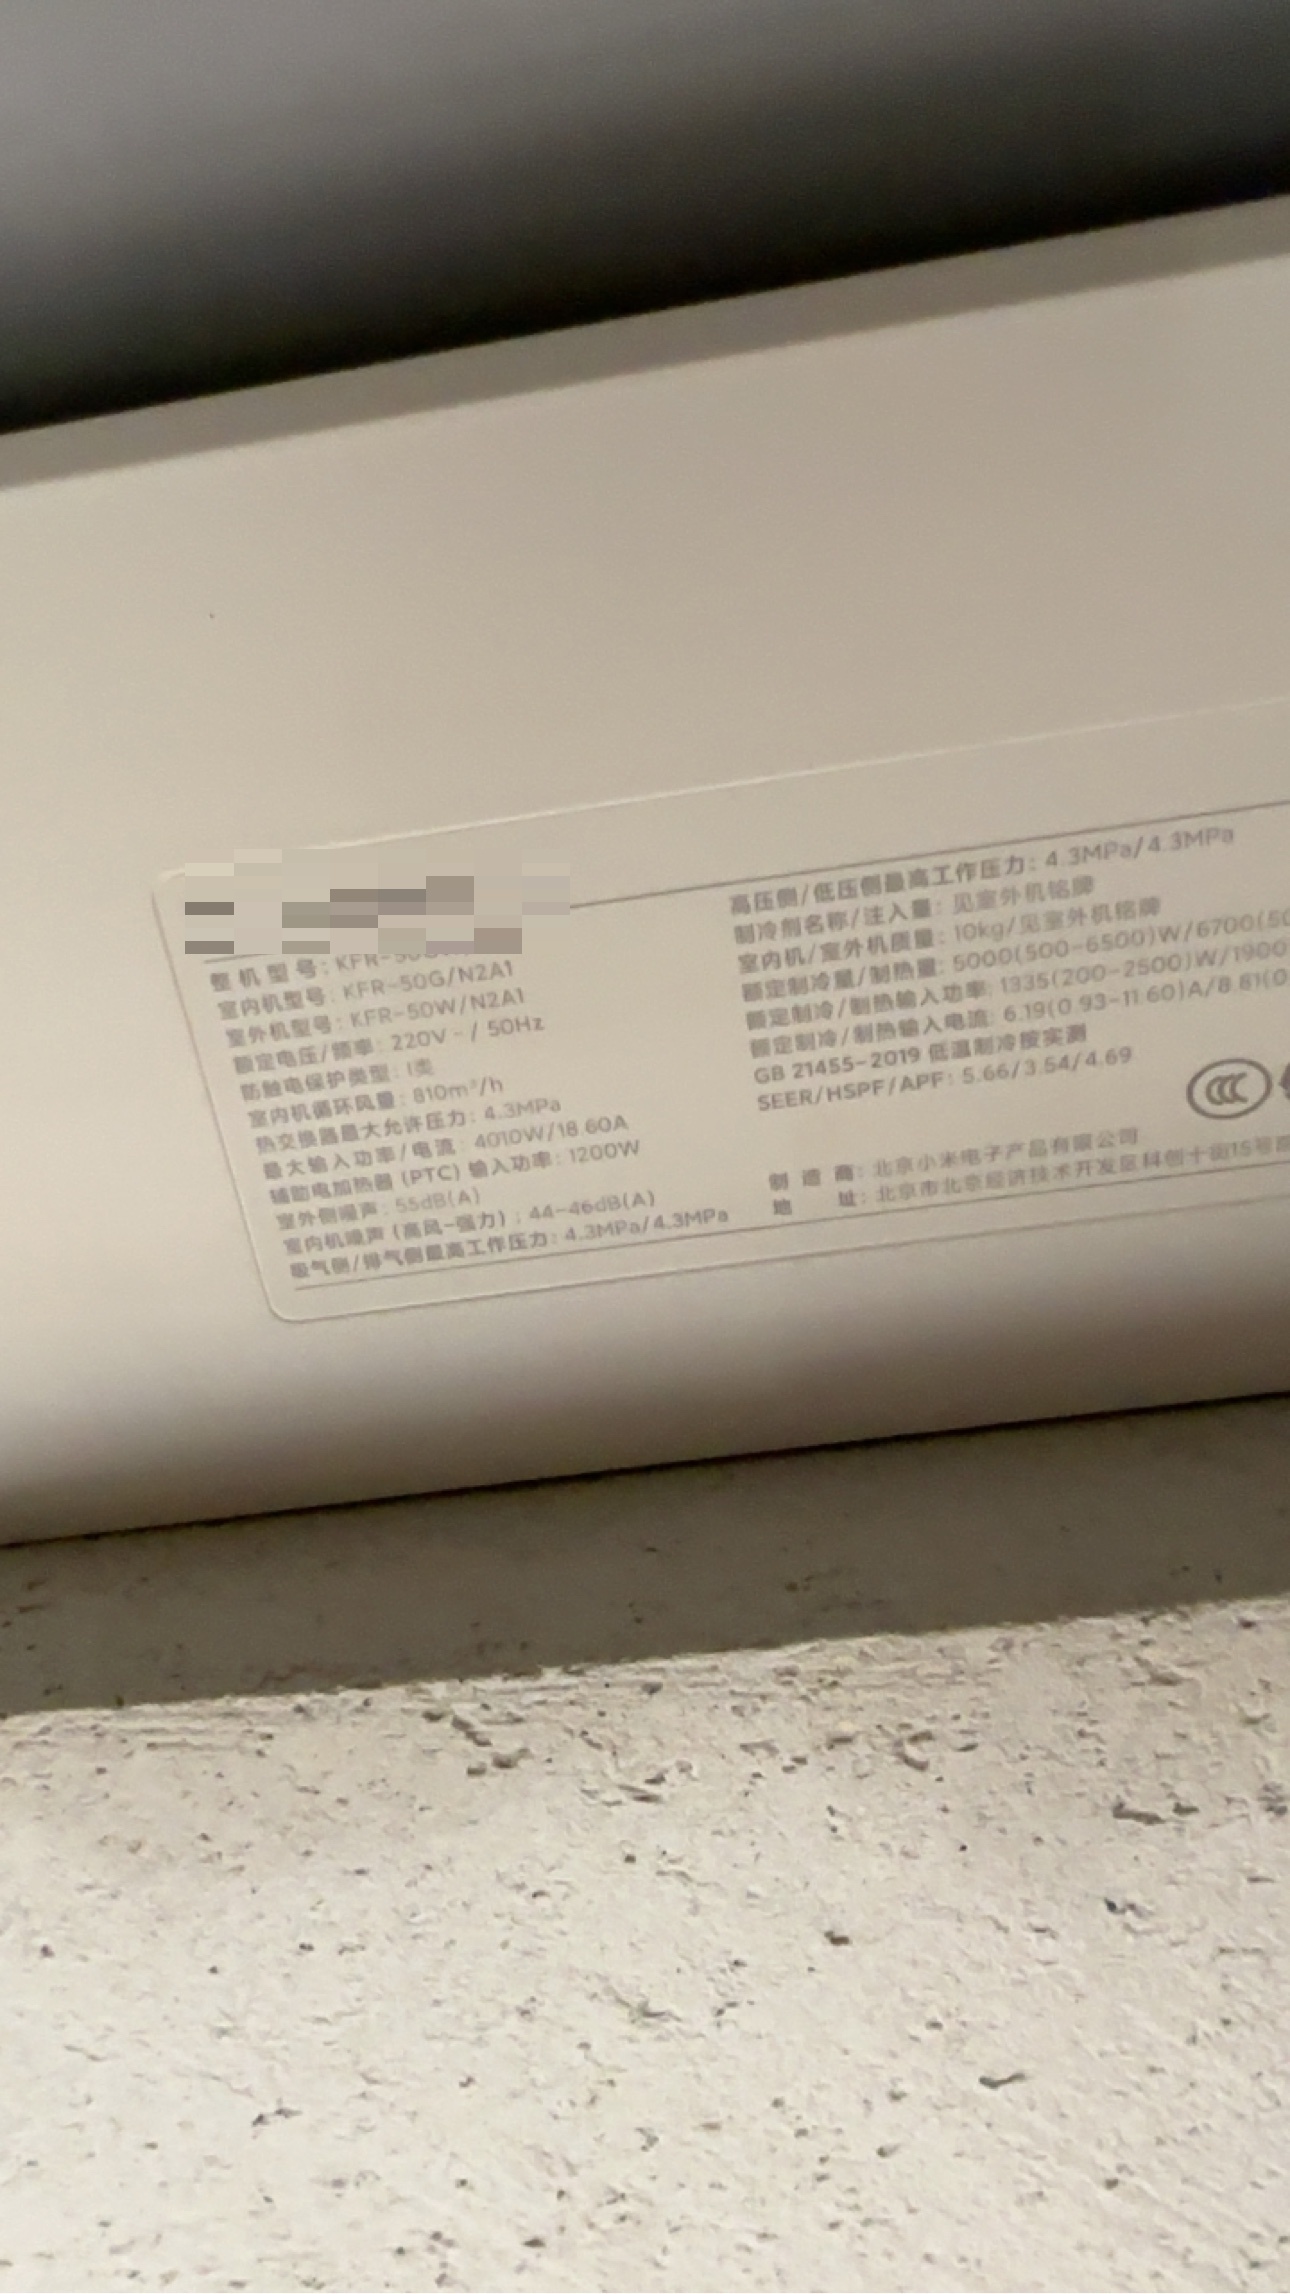 整机型号: KFR-50G
室内机型号: KFR-50G/N2A1
室外机型号: KFR-50W/N2A1
额定电压/频率: 220V ~ / 50Hz
防触电保护类型: I类
室内机循环风量: 810m³/h
热交换器最大允许压力: 4.3MPa
最大输入功率/电流: 4010W/18.60A
辅助电加热器 (PTC) 输入功率: 1200W
室外侧噪声: 55dB(A)
室内机噪声 (高风-强力) : 44-46dB(A)
吸气侧/排气侧最高工作压力: 4.3MPa/4.3MPa
高压侧/低压侧最高工作压力: 4.3MPa/4.3MPa
制冷剂名称/注入量: 见室外机铭牌
室内机/室外机质量: 10kg/见室外机铭牌
额定制冷量/制热量: 5000(500-6500)W/6700(50
额定制冷/制热输入功率: 1335(200-2500)W/1900
额定制冷/制热输入电流: 6.19(0.93-11.60)A/8.81(0
GB 21455-2019 低温制冷按实测
SEER/HSPF/APF: 5.66/3.54/4.69
CCC
制造商: 北京小米电子产品有限公司
地址: 北京市北京经济技术开发区科创十街15号